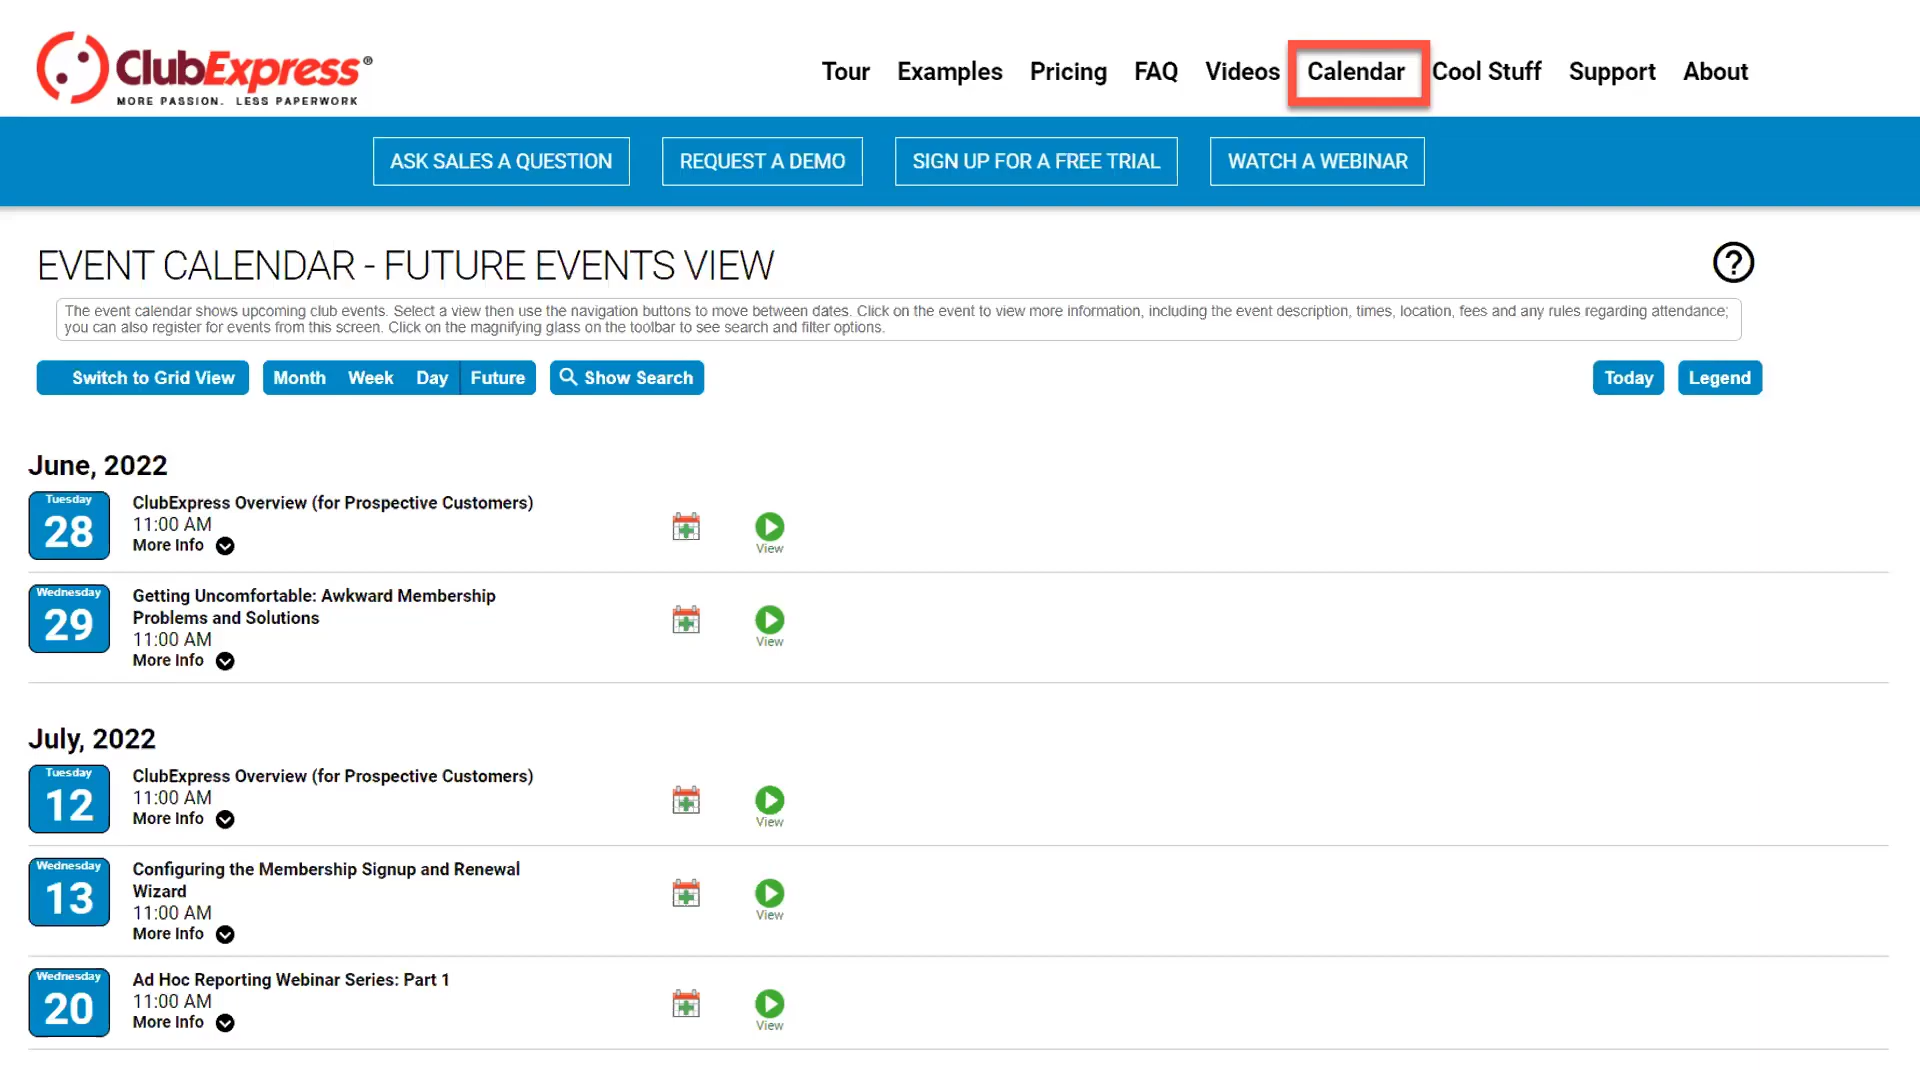 ClubExpress®
MORE PASSION. LESS PAPERWORK
Tour Examples Pricing FAQ Videos Calendar Cool Stuff Support About
ASK SALES A QUESTION REQUEST A DEMO SIGN UP FOR A FREE TRIAL WATCH A WEBINAR
EVENT CALENDAR - FUTURE EVENTS VIEW
?
The event calendar shows upcoming club events. Select a view then use the navigation buttons to move between dates. Click on the event to view more information, including the event description, times, location, fees and any rules regarding attendance;
you can also register for events from this screen. Click on the magnifying glass on the toolbar to see search and filter options.
Switch to Grid View Month Week Day Future Show Search Today Legend
June, 2022
Tuesday
28
ClubExpress Overview (for Prospective Customers)
11:00 AM
More Info
View
Wednesday
29
Getting Uncomfortable: Awkward Membership
Problems and Solutions
11:00 AM
More Info
View
July, 2022
Tuesday
12
ClubExpress Overview (for Prospective Customers)
11:00 AM
More Info
View
Wednesday
13
Configuring the Membership Signup and Renewal
Wizard
11:00 AM
More Info
View
Wednesday
20
Ad Hoc Reporting Webinar Series: Part 1
11:00 AM
More Info
View